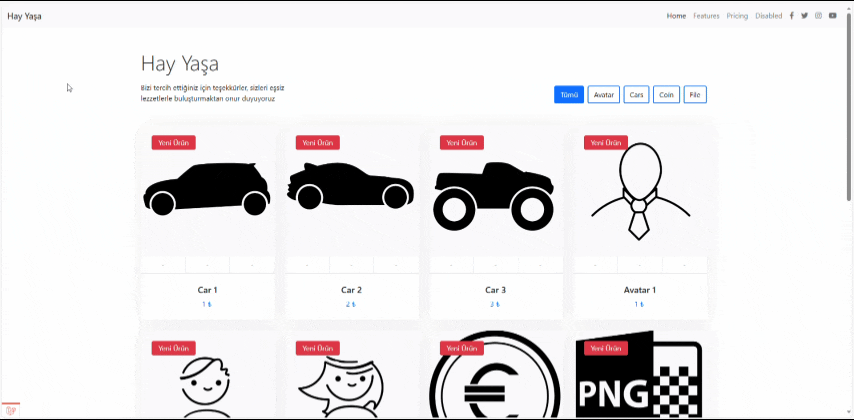 Hay Yaşa
Home Features Pricing Disabled
Hay Yaşa
Bizi tercih ettiğiniz için teşekkürler, sizleri eşsiz
lezzetlerle buluşturmaktan onur duyuyoruz
Tümü Avatar Cars Coin File
Yeni Ürün Yeni Ürün Yeni Ürün Yeni Ürün
Car 1 Car 2 Car 3 Avatar 1
1 ₺ 2 ₺ 3 ₺ 1 ₺
Yeni Ürün Yeni Ürün Yeni Ürün Yeni Ürün
PNG